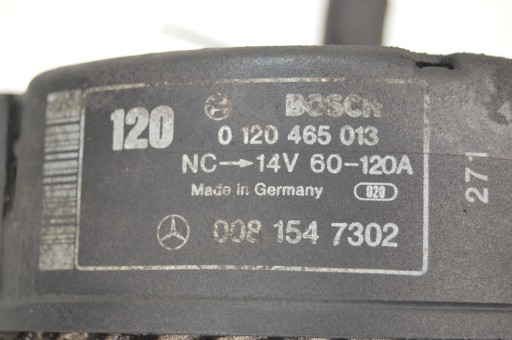 120 BOSCH
0 120 465 013
NC→14V 60-120A
Made in Germany 020
008 154 7302
271